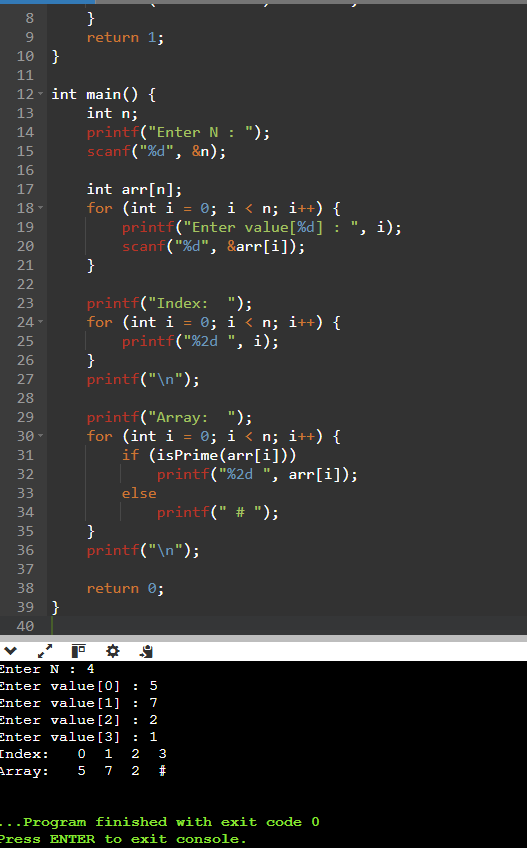 8 }
9 return 1;
10 }
11
12 int main() {
13 int n;
14 printf("Enter N : ");
15 scanf("%d", &n);
16
17 int arr[n];
18 for (int i = 0; i < n; i++) {
19 printf("Enter value[%d] : ", i);
20 scanf("%d", &arr[i]);
21 }
22
23 printf("Index:  ");
24 for (int i = 0; i < n; i++) {
25 printf("%2d ", i);
26 }
27 printf("\n");
28
29 printf("Array:  ");
30 for (int i = 0; i < n; i++) {
31 if (isPrime(arr[i]))
32 printf("%2d ", arr[i]);
33 else
34 printf(" # ");
35 }
36 printf("\n");
37
38 return 0;
39 }
40
Enter N : 4
Enter value[0] : 5
Enter value[1] : 7
Enter value[2] : 2
Enter value[3] : 1
Index:   0  1  2  3
Array:   5  7  2  #
...Program finished with exit code 0
Press ENTER to exit console.